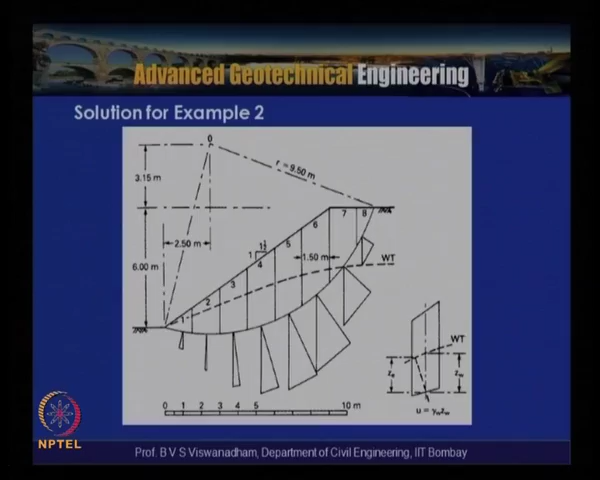 Advanced Geotechnical Engineering
Solution for Example 2
0
3.15 m
r = 9.50 m
2.50 m
6.00 m
1 1½
1.50 m
WT
1
2
3
4
5
6
7
8
WT
zₑ
z_w
u = γ_w z_w
0 1 2 3 4 5 10 m
NPTEL
Prof. B V S Viswanadham, Department of Civil Engineering, IIT Bombay